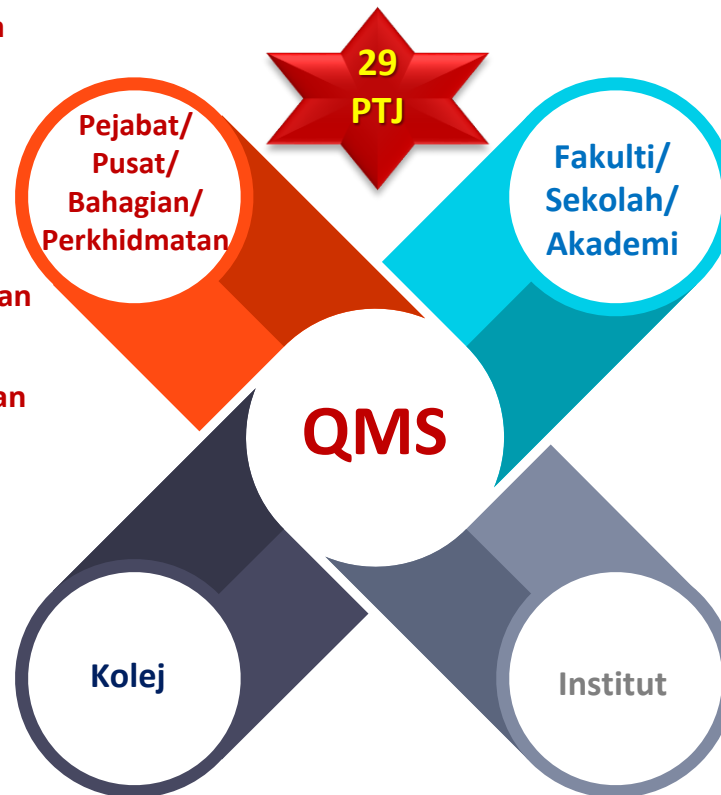 29
PTJ
Pejabat/
Pusat/
Bahagian/
Perkhidmatan
Fakulti/
Sekolah/
Akademi
QMS
Kolej
Institut